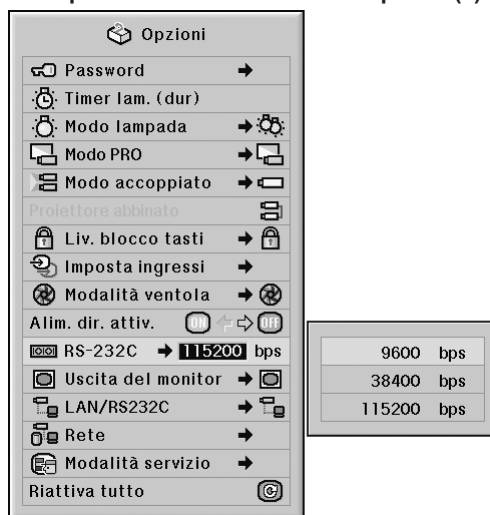 Opzioni
Password
Timer lam. (dur)
Modo lampada
Modo PRO
Modo accoppiato
Proiettore abbinato
Liv. blocco tasti
Imposta ingressi
Modalità ventola
Alim. dir. attiv. ON OFF
RS-232C 115200 bps
Uscita del monitor
LAN/RS232C
Rete
Modalità servizio
Riattiva tutto
9600 bps
38400 bps
115200 bps